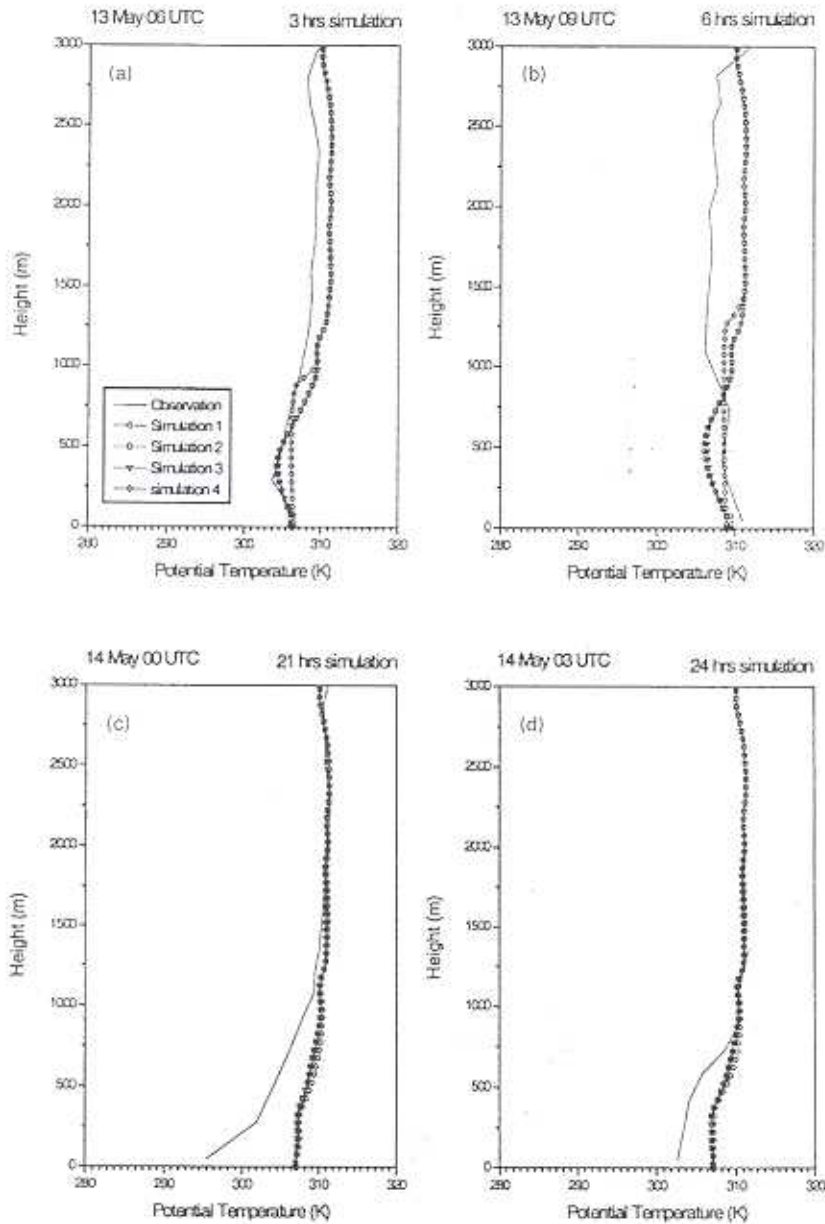 13 May 06 UTC 3 hrs simulation
(a)
3000
2500
2000
1500
1000
500
0
Height (m)
Observation
Simulation 1
Simulation 2
Simulation 3
simulation 4
280 290 300 310 320
Potential Temperature (K)
13 May 09 UTC 6 hrs simulation
(b)
3000
2500
2000
1500
1000
500
0
Height (m)
280 290 300 310 320
Potential Temperature (K)
14 May 00 UTC 21 hrs simulation
(c)
3000
2500
2000
1500
1000
500
0
Height (m)
280 290 300 310 320
Potential Temperature (K)
14 May 03 UTC 24 hrs simulation
(d)
3000
2500
2000
1500
1000
500
0
Height (m)
280 290 300 310 320
Potential Temperature (K)